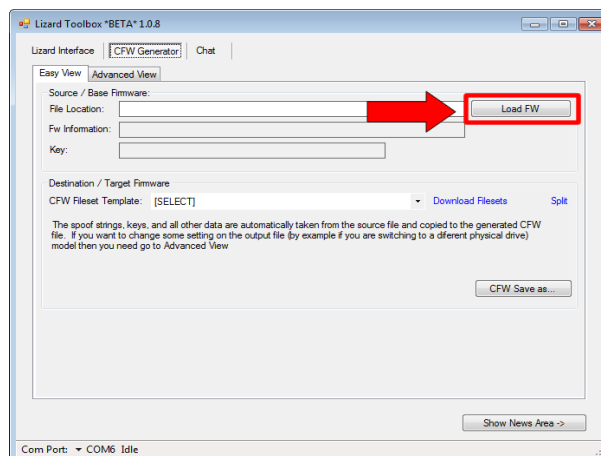 Lizard Toolbox *BETA* 1.0.8
Lizard Interface CFW Generator Chat
Easy View Advanced View
Source / Base Firmware:
File Location: Load FW
Fw Information:
Key:
Destination / Target Firmware
CFW Fileset Template: [SELECT] Download Filesets Split
The spoof strings, keys, and all other data are automatically taken from the source file and copied to the generated CFW
file. If you want to change some setting on the output file (by example if you are switching to a diferent physical drive)
model then you need go to Advanced View
CFW Save as...
Show News Area ->
Com Port: COM6 Idle